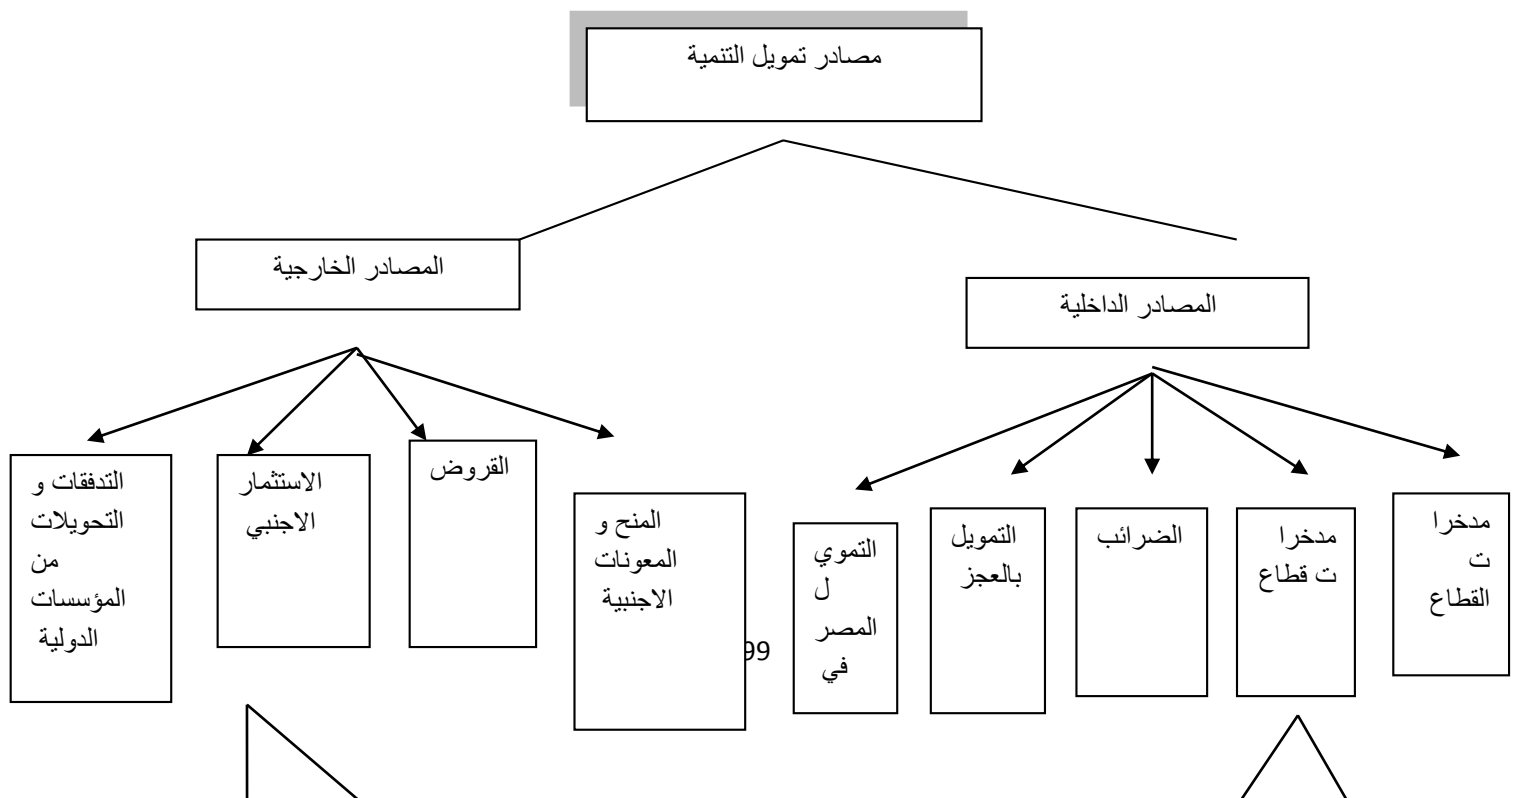 مصادر تمويل التنمية
المصادر الخارجية
المصادر الداخلية
مدخرا
ت
القطاع
مدخرا
ت قطاع
الضرائب
التمويل
بالعجز
التموي
ل
المصر
في
المنح و
المعونات
الاجنبية
القروض
الاستثمار
الاجنبي
التدفقات و
التحويلات
من
المؤسسات
الدولية
99